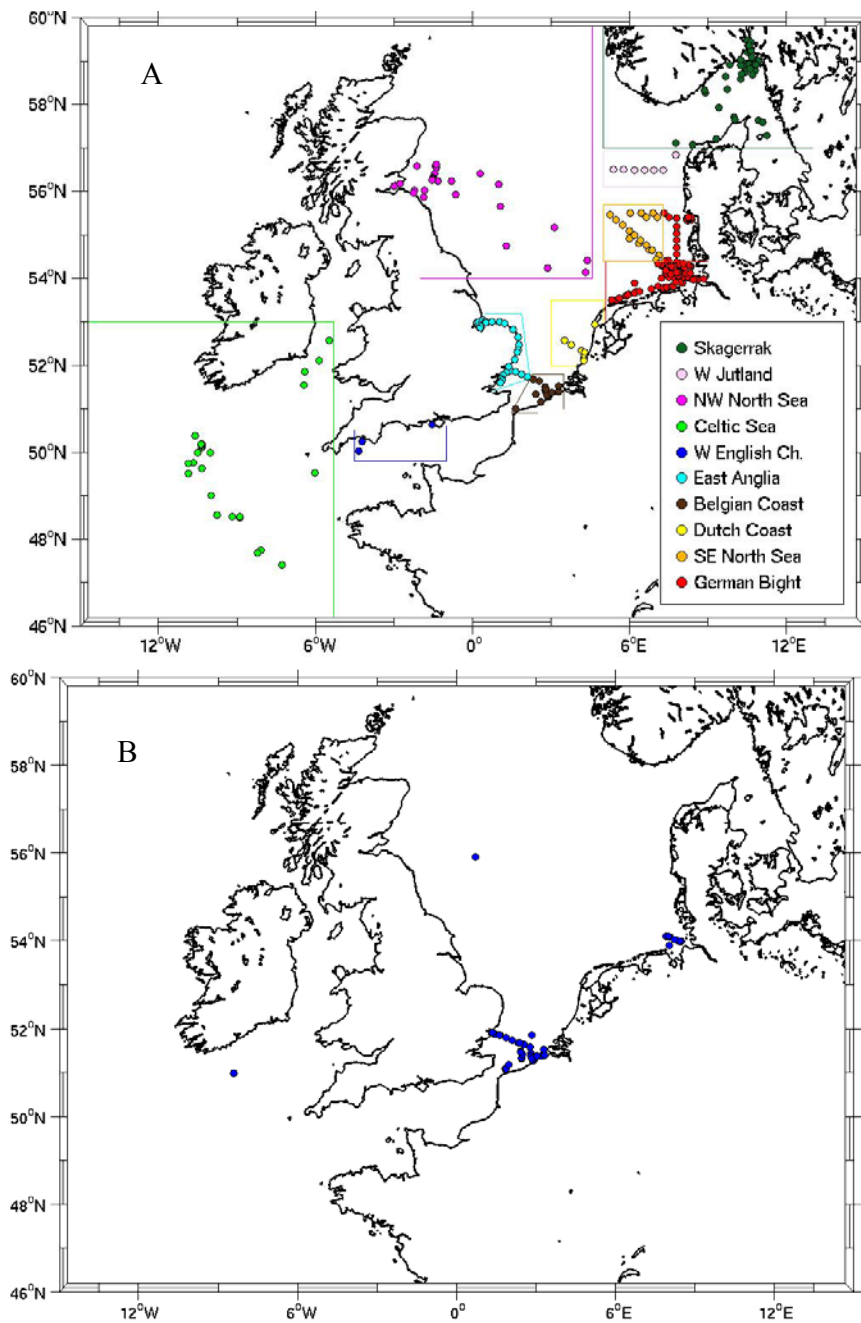 60°N
A
58°N
56°N
54°N
52°N
50°N
48°N
46°N
12°W
6°W
0°
6°E
12°E
Skagerrak
W Jutland
NW North Sea
Celtic Sea
W English Ch.
East Anglia
Belgian Coast
Dutch Coast
SE North Sea
German Bight
60°N
B
58°N
56°N
54°N
52°N
50°N
48°N
46°N
12°W
6°W
0°
6°E
12°E